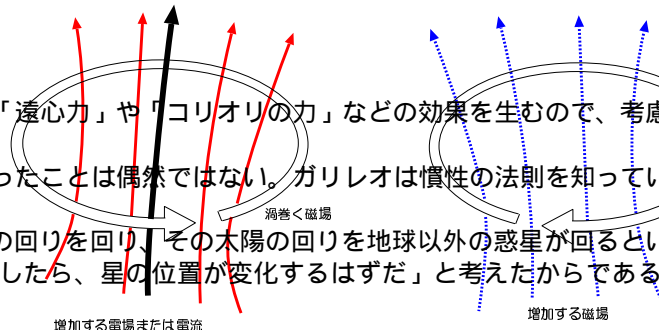 「遠心力」や「コリオリの力」などの効果を生むので、考慮
ったことは偶然ではない。ガリレオは慣性の法則を知ってい
渦巻く磁場
の回りを回り、その太陽の回りを地球以外の惑星が回るとい
したら、星の位置が変化するはずだ」と考えたからである
増加する磁場
増加する電場または電流